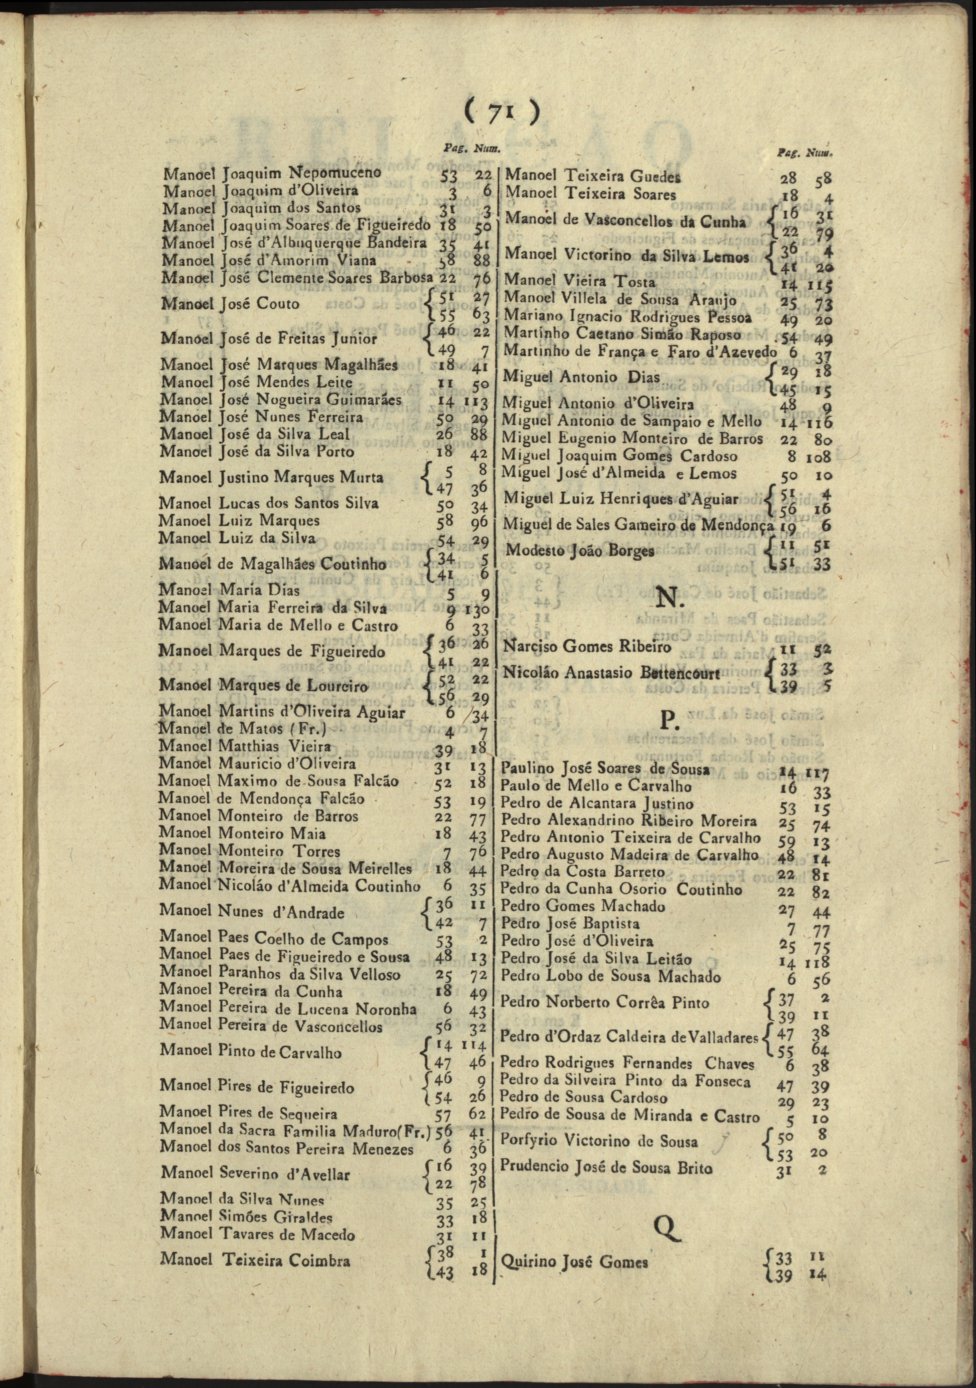 ( 71 )
Pag. Num.
Manoel Joaquim Nepomuceno 53 22
Manoel Joaquim d'Oliveira 3 6
Manoel Joaquim dos Santos 31 3
Manoel Joaquim Soares de Figueiredo 18 50
Manoel José d'Albuquerque Bandeira 35 41
Manoel José d'Amorim Viana 58 88
Manoel José Clemente Soares Barbosa 22 76
Manoel José Couto { 51 27
55 63
Manoel José de Freitas Junior { 46 22
49 7
Manoel José Marques Magalhães 18 41
Manoel José Mendes Leite 11 50
Manoel José Nogueira Guimarães 14 113
Manoel José Nunes Ferreira 50 29
Manoel José da Silva Leal 26 88
Manoel José da Silva Porto 18 42
Manoel Justino Marques Murta { 5 8
47 36
Manoel Lucas dos Santos Silva 50 34
Manoel Luiz Marques 58 96
Manoel Luiz da Silva 54 29
Manoel de Magalhães Coutinho { 34 5
41 6
Manoel Maria Dias 5 9
Manoel Maria Ferreira da Silva 9 130
Manoel Maria de Mello e Castro 6 33
Manoel Marques de Figueiredo { 36 26
41 22
Manoel Marques de Loureiro { 52 22
56 29
Manoel Martins d'Oliveira Aguiar 6 34
Manoel de Matos (Fr.) 4 7
Manoel Matthias Vieira 39 18
Manoel Mauricio d'Oliveira 31 13
Manoel Maximo de Sousa Falcão 52 18
Manoel de Mendonça Falcão 53 19
Manoel Monteiro de Barros 22 77
Manoel Monteiro Maia 18 43
Manoel Monteiro Torres 7 76
Manoel Moreira de Sousa Meirelles 18 44
Manoel Nicoláo d'Almeida Coutinho 6 35
Manoel Nunes d'Andrade { 36 11
42 7
Manoel Paes Coelho de Campos 53 2
Manoel Paes de Figueiredo e Sousa 48 13
Manoel Paranhos da Silva Velloso 25 72
Manoel Pereira da Cunha 18 49
Manoel Pereira de Lucena Noronha 6 43
Manoel Pereira de Vasconcellos 56 32
Manoel Pinto de Carvalho { 14 114
47 46
Manoel Pires de Figueiredo { 46 9
54 26
Manoel Pires de Sequeira 57 62
Manoel da Sacra Familia Maduro(Fr.) 56 41
Manoel dos Santos Pereira Menezes 6 36
Manoel Severino d'Avellar { 16 39
22 78
Manoel da Silva Nunes 35 25
Manoel Simões Giraldes 33 18
Manoel Tavares de Macedo 31 11
Manoel Teixeira Coimbra { 38 1
43 18
Pag. Num.
Manoel Teixeira Guedes 28 58
Manoel Teixeira Soares 18 4
Manoel de Vasconcellos da Cunha { 16 31
22 79
Manoel Victorino da Silva Lemos { 36 4
41 20
Manoel Vieira Tosta 14 115
Manoel Villela de Sousa Araujo 25 73
Mariano Ignacio Rodrigues Pessoa 49 20
Martinho Caetano Simão Raposo 54 49
Martinho de França e Faro d'Azevedo 6 37
Miguel Antonio Dias { 29 18
45 15
Miguel Antonio d'Oliveira 48 9
Miguel Antonio de Sampaio e Mello 14 116
Miguel Eugenio Monteiro de Barros 22 80
Miguel Joaquim Gomes Cardoso 8 108
Miguel José d'Almeida e Lemos 50 10
Miguel Luiz Henriques d'Aguiar { 51 4
56 16
Miguel de Sales Gameiro de Mendonça 19 6
Modesto João Borges { 11 51
51 33
N.
Narciso Gomes Ribeiro 11 52
Nicoláo Anastasio Bettencourt { 33 3
39 5
P.
Paulino José Soares de Sousa 14 117
Paulo de Mello e Carvalho 16 33
Pedro de Alcantara Justino 53 15
Pedro Alexandrino Ribeiro Moreira 25 74
Pedro Antonio Teixeira de Carvalho 59 13
Pedro Augusto Madeira de Carvalho 48 14
Pedro da Costa Barreto 22 81
Pedro da Cunha Osorio Coutinho 22 82
Pedro Gomes Machado 27 44
Pedro José Baptista 7 77
Pedro José d'Oliveira 25 75
Pedro José da Silva Leitão 14 118
Pedro Lobo de Sousa Machado 6 56
Pedro Norberto Corrêa Pinto { 37 2
39 11
Pedro d'Ordaz Caldeira de Valladares { 47 38
55 64
Pedro Rodrigues Fernandes Chaves 6 38
Pedro da Silveira Pinto da Fonseca 47 39
Pedro de Sousa Cardoso 29 23
Pedro de Sousa de Miranda e Castro 5 10
Porfyrio Victorino de Sousa { 50 8
53 20
Prudencio José de Sousa Brito 31 2
Q
Quirino José Gomes { 33 11
39 14